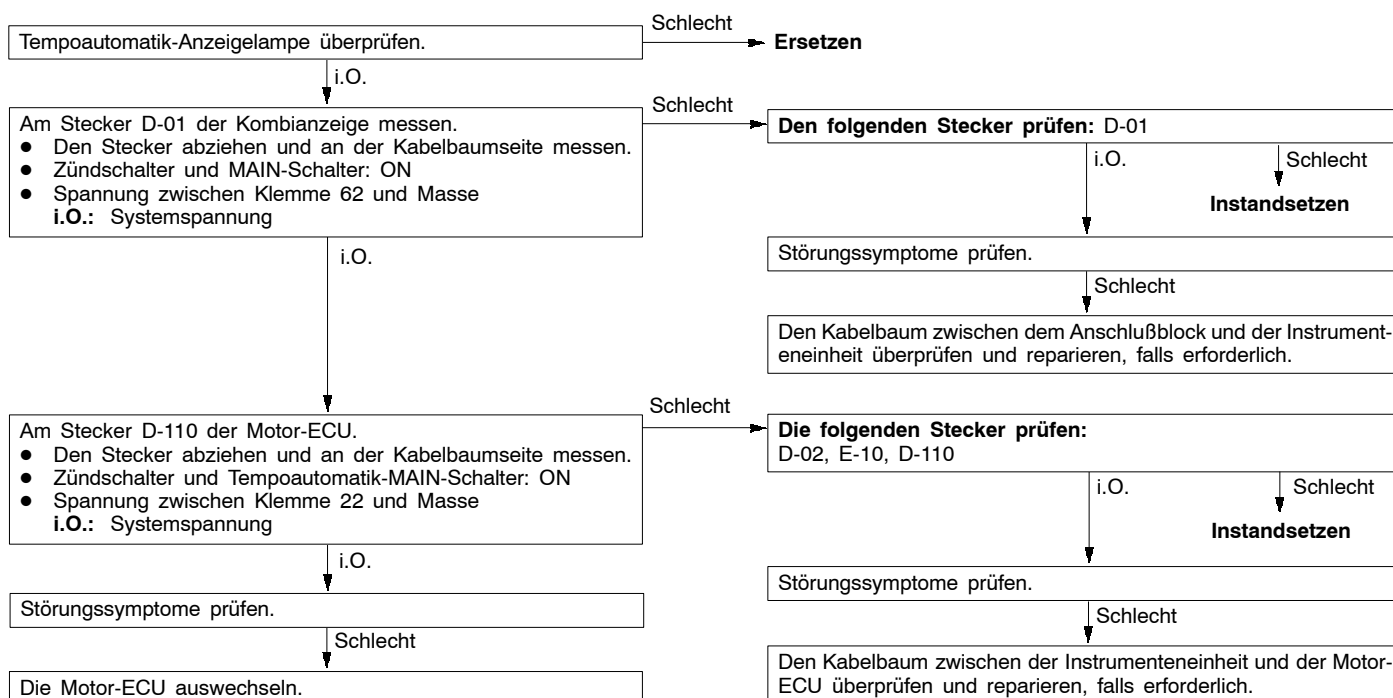 Tempoautomatik-Anzeigelampe überprüfen.
Schlecht
Ersetzen
i.O.
Am Stecker D-01 der Kombianzeige messen.
● Den Stecker abziehen und an der Kabelbaumseite messen.
● Zündschalter und MAIN-Schalter: ON
● Spannung zwischen Klemme 62 und Masse
i.O.: Systemspannung
Schlecht
Den folgenden Stecker prüfen: D-01
i.O.
Schlecht
Instandsetzen
Störungssymptome prüfen.
Schlecht
Den Kabelbaum zwischen dem Anschlußblock und der Instrument-
eneinheit überprüfen und reparieren, falls erforderlich.
i.O.
Am Stecker D-110 der Motor-ECU.
● Den Stecker abziehen und an der Kabelbaumseite messen.
● Zündschalter und Tempoautomatik-MAIN-Schalter: ON
● Spannung zwischen Klemme 22 und Masse
i.O.: Systemspannung
Schlecht
Die folgenden Stecker prüfen:
D-02, E-10, D-110
i.O.
Schlecht
Instandsetzen
Störungssymptome prüfen.
Schlecht
Den Kabelbaum zwischen der Instrumenteneinheit und der Motor-
ECU überprüfen und reparieren, falls erforderlich.
i.O.
Störungssymptome prüfen.
Schlecht
Die Motor-ECU auswechseln.